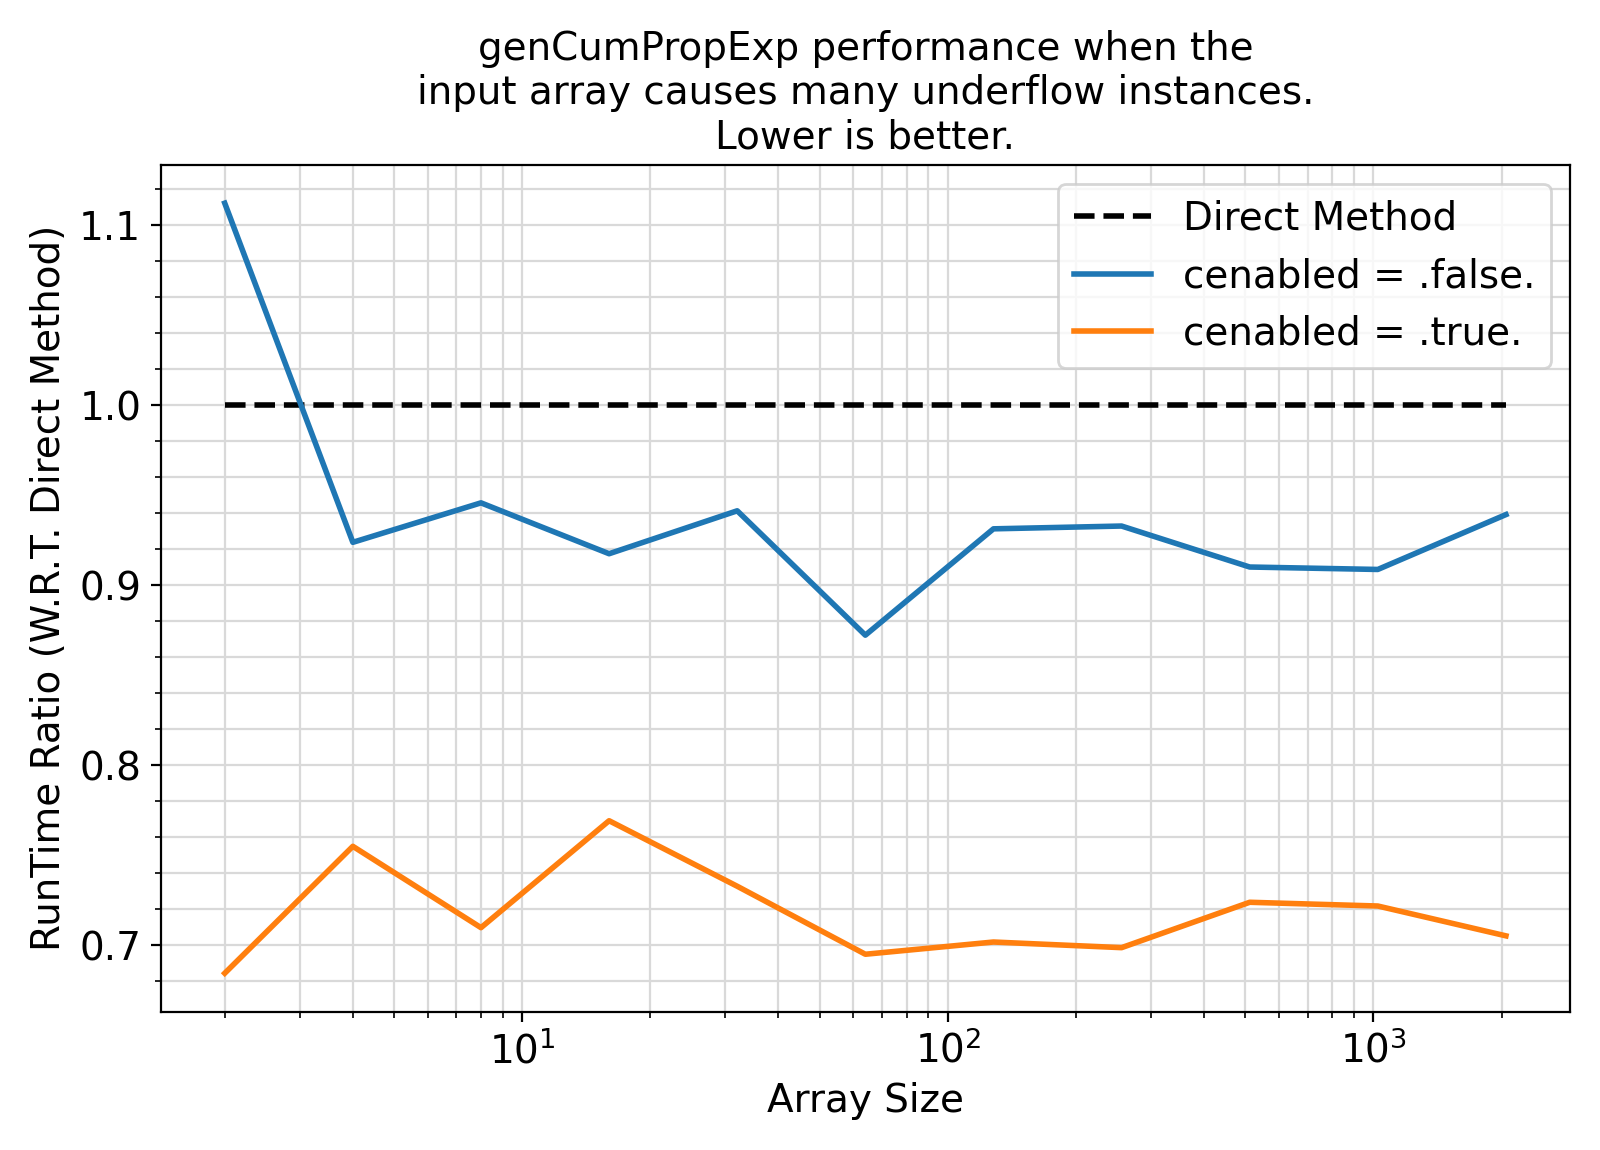 genCumPropExp performance when the
input array causes many underflow instances.
Lower is better.
RunTime Ratio (W.R.T. Direct Method)
1.1
1.0
0.9
0.8
0.7
Direct Method
cenabled = .false.
cenabled = .true.
10¹ 10² 10³
Array Size